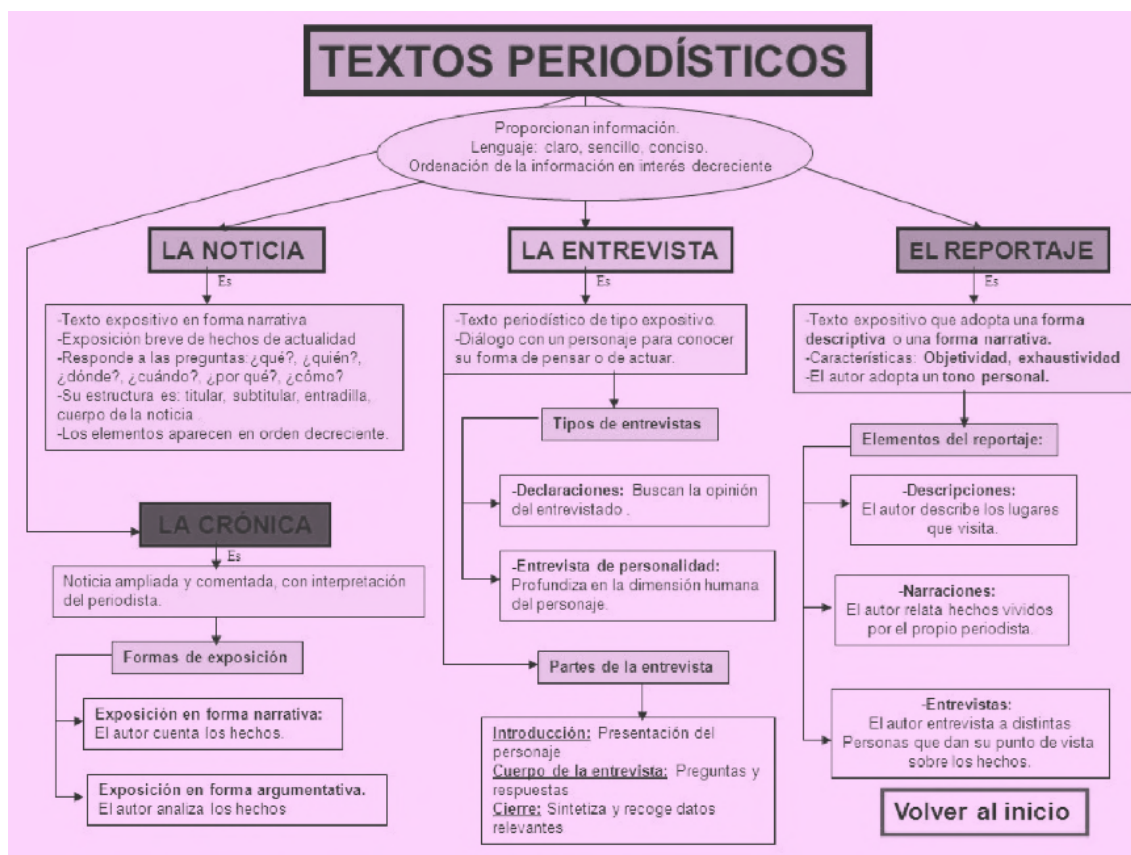 TEXTOS PERIODÍSTICOS
Proporcionan información.
Lenguaje: claro, sencillo, conciso.
Ordenación de la información en interés decreciente
LA NOTICIA
Es
-Texto expositivo en forma narrativa
-Exposición breve de hechos de actualidad
-Responde a las preguntas:¿qué?, ¿quién?,
¿dónde?, ¿cuándo?, ¿por qué?, ¿cómo?
-Su estructura es: titular, subtitular, entradilla,
cuerpo de la noticia .
-Los elementos aparecen en orden decreciente.
LA CRÓNICA
Es
Noticia ampliada y comentada, con interpretación
del periodista.
Formas de exposición
Exposición en forma narrativa:
El autor cuenta los hechos.
Exposición en forma argumentativa.
El autor analiza los hechos
LA ENTREVISTA
Es
-Texto periodístico de tipo expositivo.
-Diálogo con un personaje para conocer
su forma de pensar o de actuar.
Tipos de entrevistas
-Declaraciones: Buscan la opinión
del entrevistado .
-Entrevista de personalidad:
Profundiza en la dimensión humana
del personaje.
Partes de la entrevista
Introducción: Presentación del
personaje
Cuerpo de la entrevista: Preguntas y
respuestas
Cierre: Sintetiza y recoge datos
relevantes
EL REPORTAJE
Es
-Texto expositivo que adopta una forma
descriptiva o una forma narrativa.
-Características: Objetividad, exhaustividad
-El autor adopta un tono personal.
Elementos del reportaje:
-Descripciones:
El autor describe los lugares
que visita.
-Narraciones:
El autor relata hechos vividos
por el propio periodista.
-Entrevistas:
El autor entrevista a distintas
Personas que dan su punto de vista
sobre los hechos.
Volver al inicio